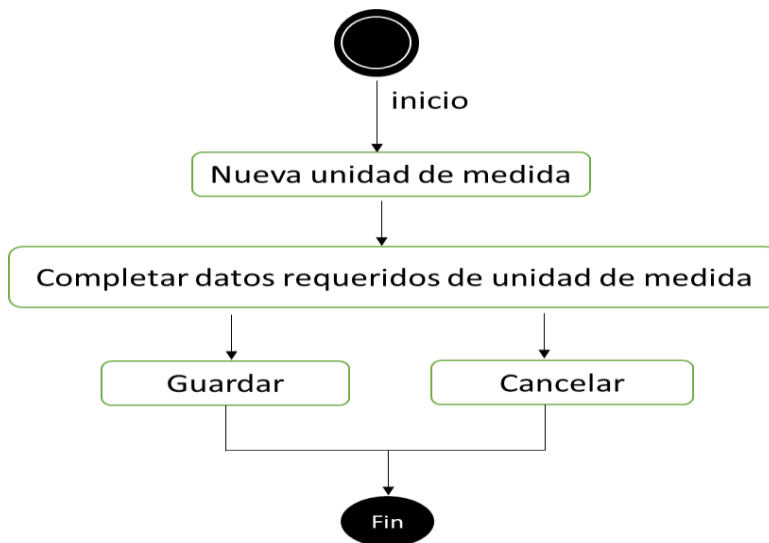 inicio
Nueva unidad de medida
Completar datos requeridos de unidad de medida
Guardar
Cancelar
Fin